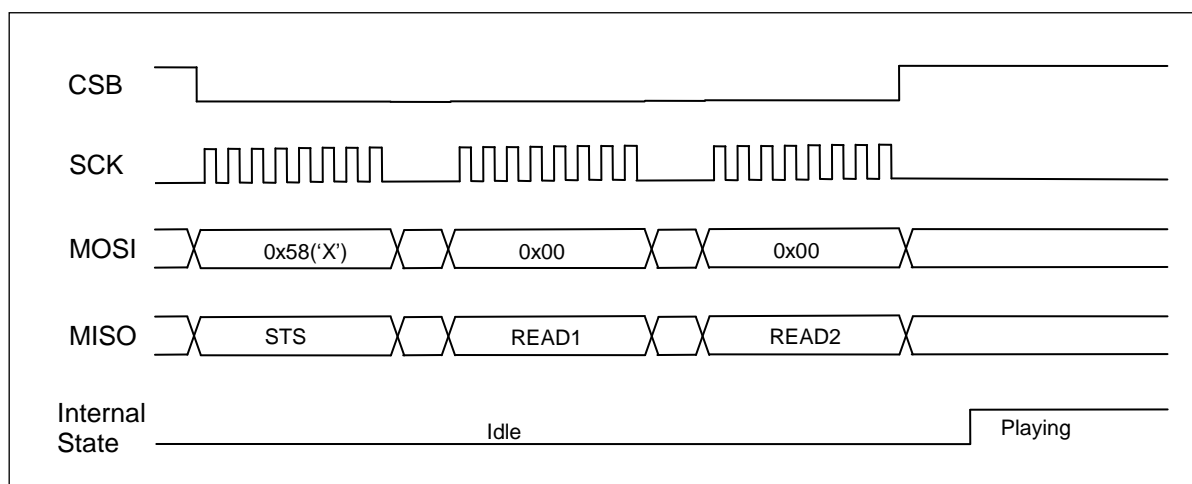 CSB
SCK
MOSI
0x58(‘X’)
0x00
0x00
MISO
STS
READ1
READ2
Internal
State
Idle
Playing